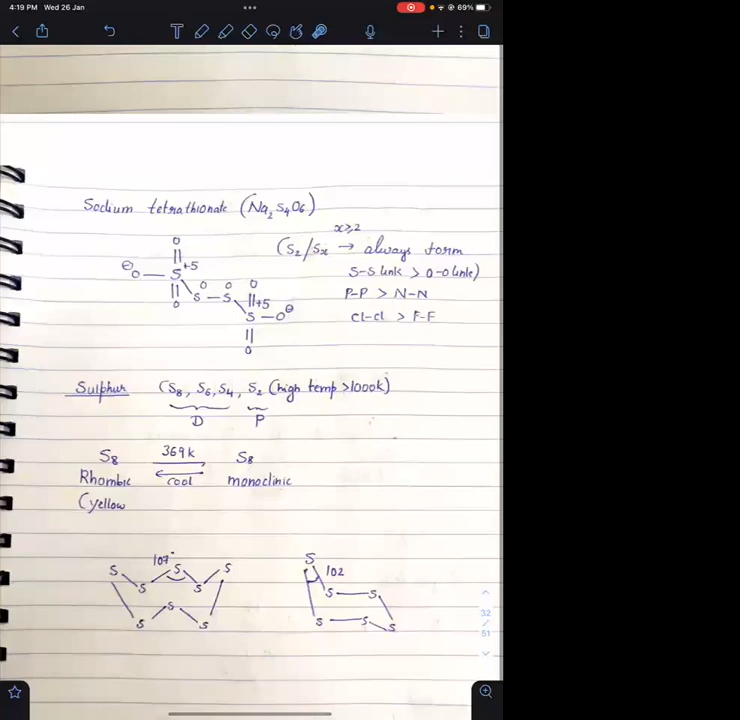 4:19 PM Wed 26 Jan
69%
Sodium tetrathionate (Na2S4O6)
x≥2
(S2/Sx → always form
S-S link > O-O link)
P-P > N-N
Cl-Cl > F-F
O
⊖O — S +5
O
O O O
S — S +5
S — O⊖
O
Sulphur (S8, S6, S4, S2 (high temp >1000k)
D P
S8 369k S8
Rhombic cool monoclinic
(yellow
107°
S S S S S
S S S
S
102
S S
S S S
32
/
51